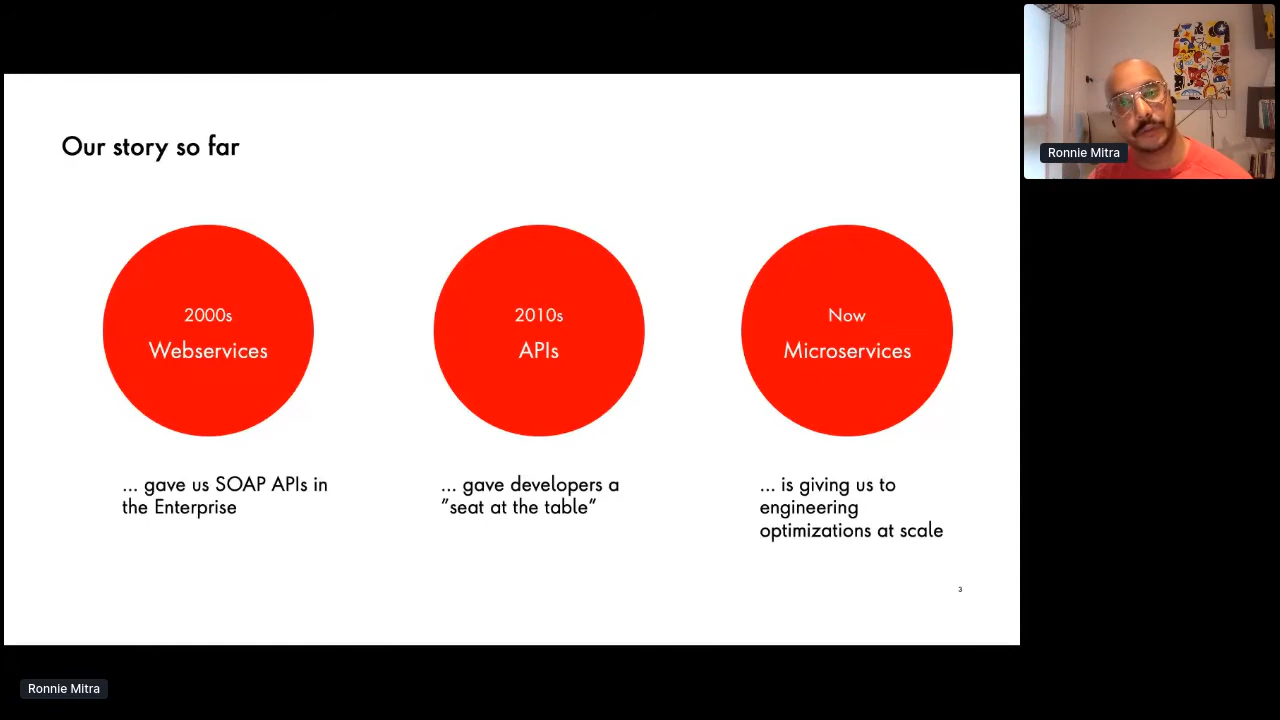 Our story so far
2000s
Webservices
2010s
APIs
Now
Microservices
... gave us SOAP APIs in
the Enterprise
... gave developers a
”seat at the table”
... is giving us to
engineering
optimizations at scale
3
Ronnie Mitra
Ronnie Mitra